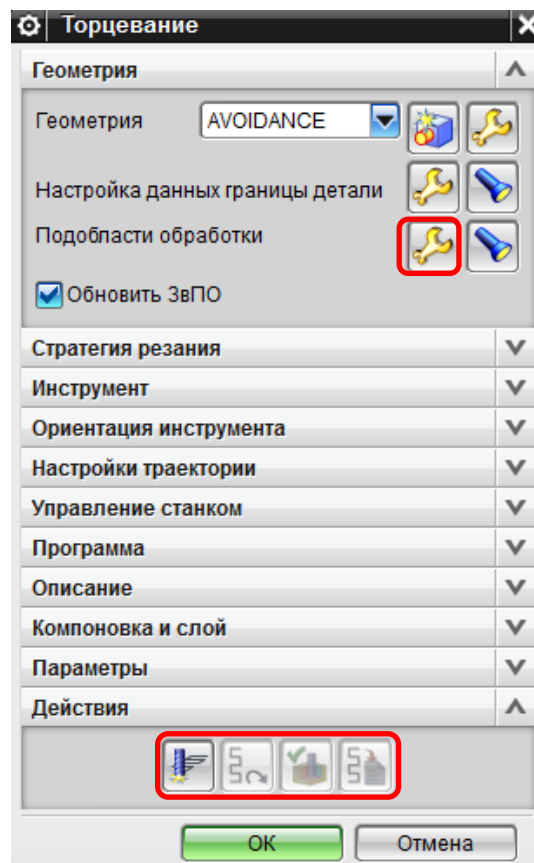 Торцевание
Геометрия
Геометрия AVOIDANCE
Настройка данных границы детали
Подобласти обработки
Обновить ЗвПО
Стратегия резания
Инструмент
Ориентация инструмента
Настройки траектории
Управление станком
Программа
Описание
Компоновка и слой
Параметры
Действия
ОК Отмена